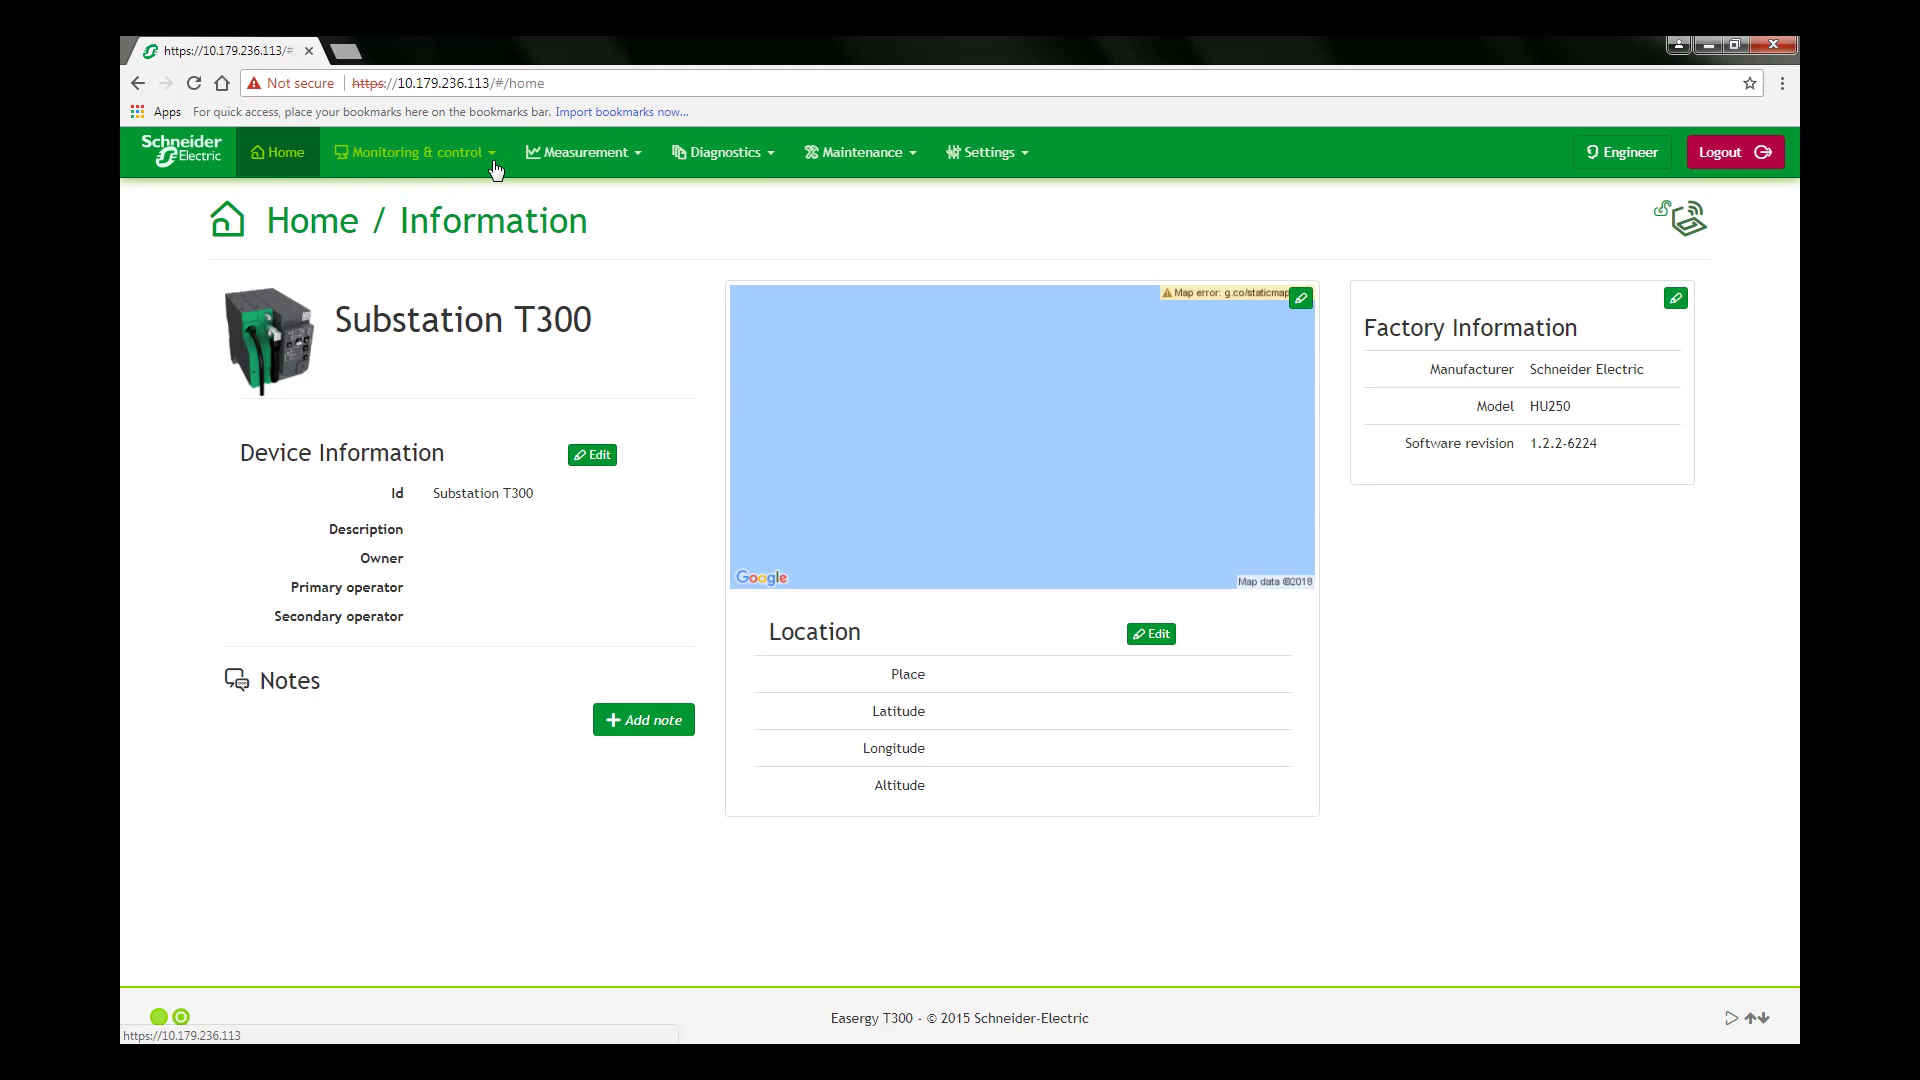 https://10.179.236.113/#
Not secure https://10.179.236.113/#/home
Apps For quick access, place your bookmarks here on the bookmarks bar. Import bookmarks now...
Schneider Electric
Home Monitoring & control Measurement Diagnostics Maintenance Settings Engineer Logout
Home / Information
Substation T300
Device Information Edit
Id Substation T300
Description
Owner
Primary operator
Secondary operator
Notes
Add note
Map error: g.co/staticmap
Google Map data ©2018
Location Edit
Place
Latitude
Longitude
Altitude
Factory Information
Manufacturer Schneider Electric
Model HU250
Software revision 1.2.2-6224
Easergy T300 - © 2015 Schneider-Electric
https://10.179.236.113